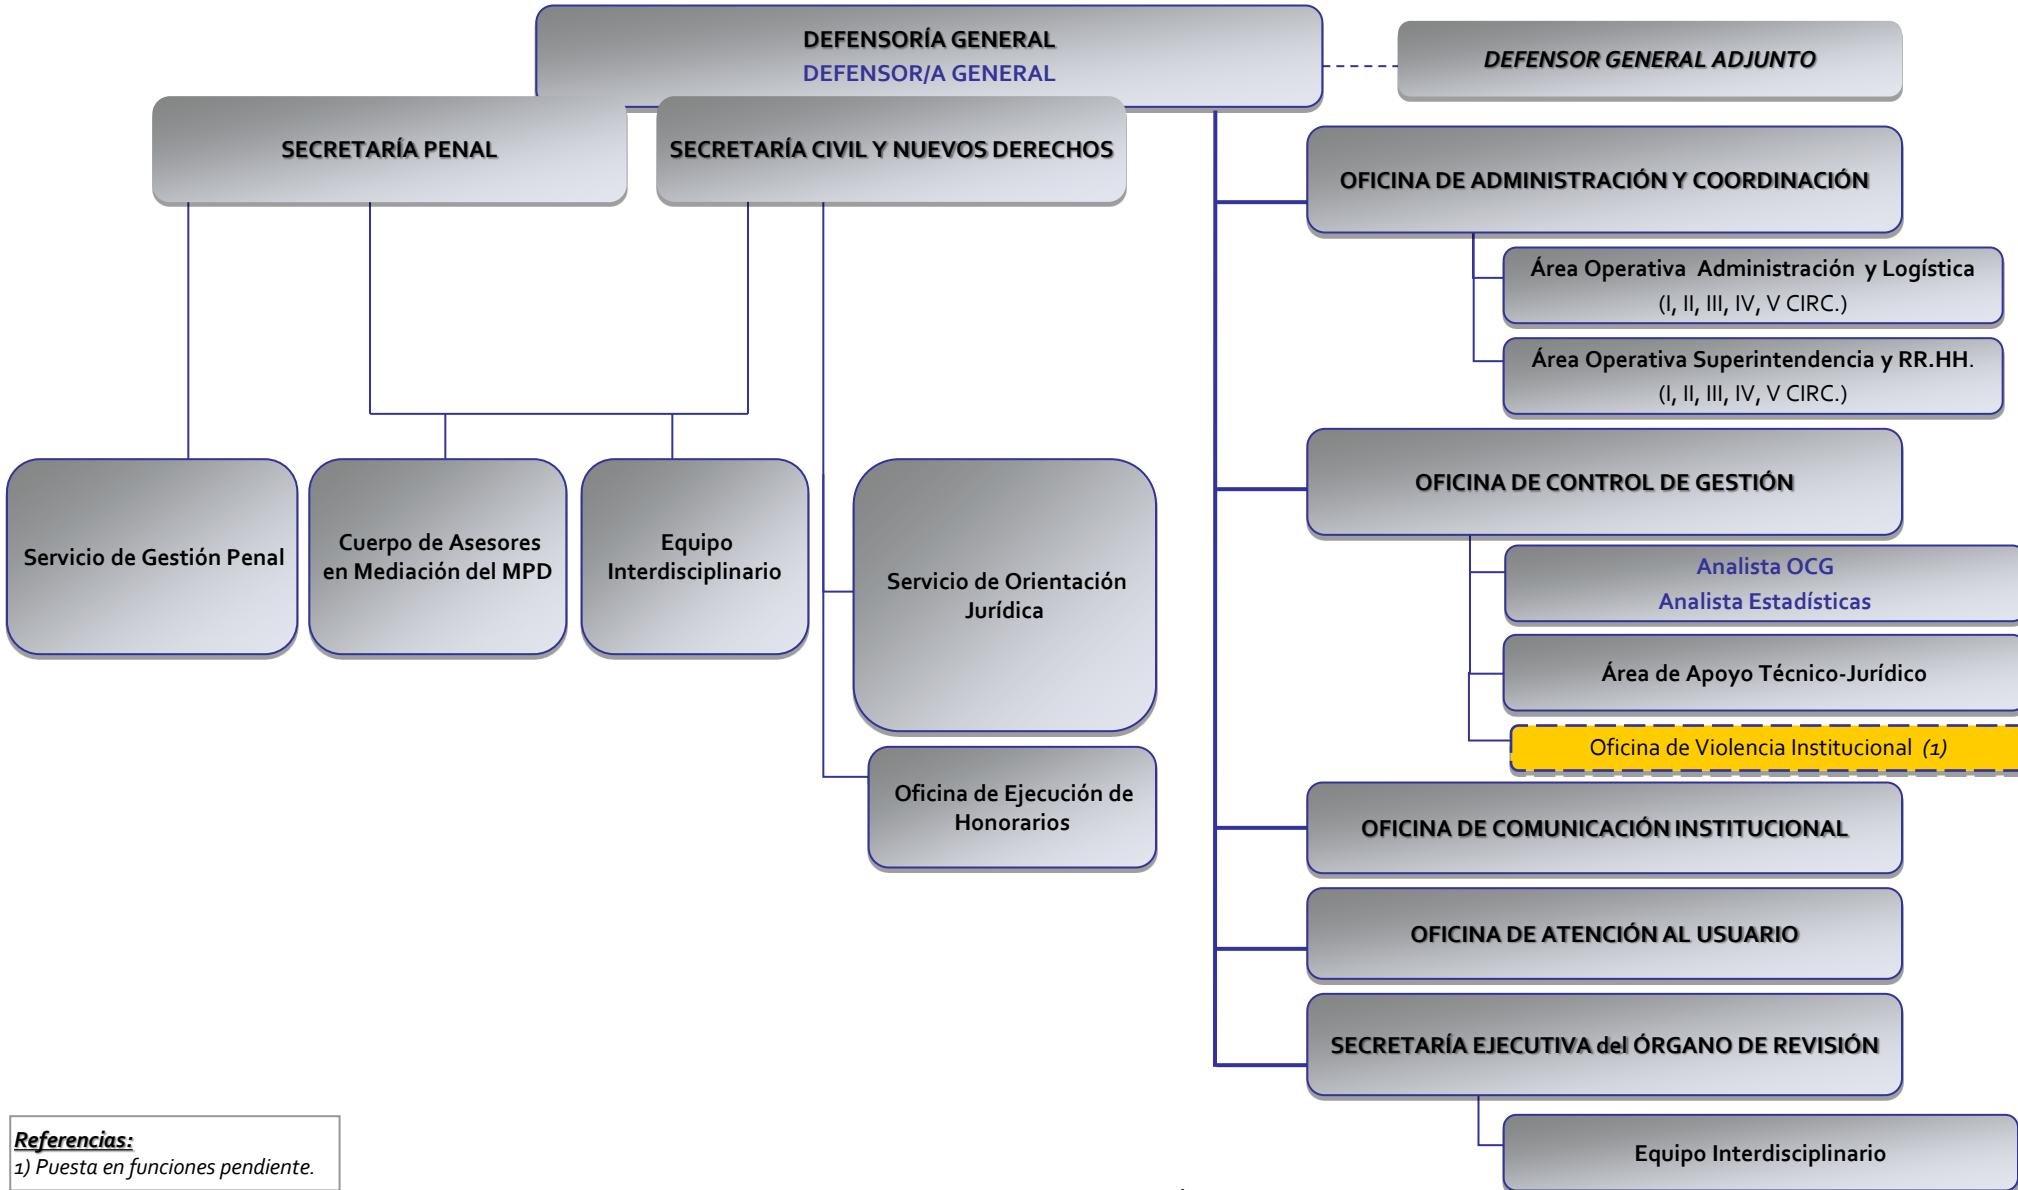 DEFENSORÍA GENERAL
DEFENSOR/A GENERAL
DEFENSOR GENERAL ADJUNTO
SECRETARÍA PENAL
SECRETARÍA CIVIL Y NUEVOS DERECHOS
OFICINA DE ADMINISTRACIÓN Y COORDINACIÓN
Área Operativa Administración y Logística
(I, II, III, IV, V CIRC.)
Área Operativa Superintendencia y RR.HH.
(I, II, III, IV, V CIRC.)
OFICINA DE CONTROL DE GESTIÓN
Servicio de Gestión Penal
Cuerpo de Asesores
en Mediación del MPD
Equipo
Interdisciplinario
Servicio de Orientación
Jurídica
Analista OCG
Analista Estadísticas
Área de Apoyo Técnico-Jurídico
Oficina de Violencia Institucional (1)
Oficina de Ejecución de
Honorarios
OFICINA DE COMUNICACIÓN INSTITUCIONAL
OFICINA DE ATENCIÓN AL USUARIO
SECRETARÍA EJECUTIVA del ÓRGANO DE REVISIÓN
Equipo Interdisciplinario
Referencias:
1) Puesta en funciones pendiente.